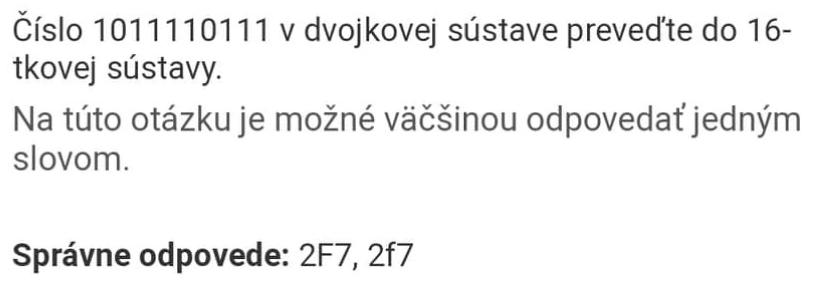 Číslo 1011110111 v dvojkovej sústave preveďte do 16-
tkovej sústavy.
Na túto otázku je možné väčšinou odpovedať jedným
slovom.
Správne odpovede: 2F7, 2f7